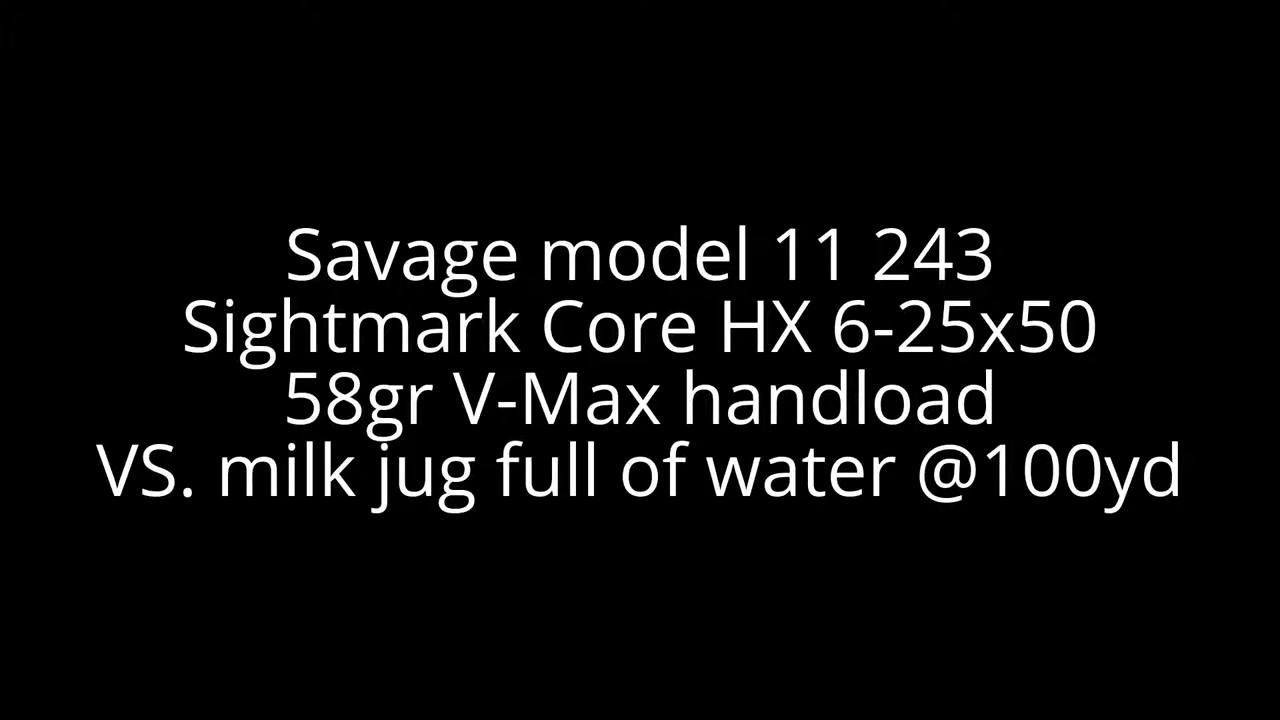 Savage model 11 243
Sightmark Core HX 6-25x50
58gr V-Max handload
VS. milk jug full of water @100yd